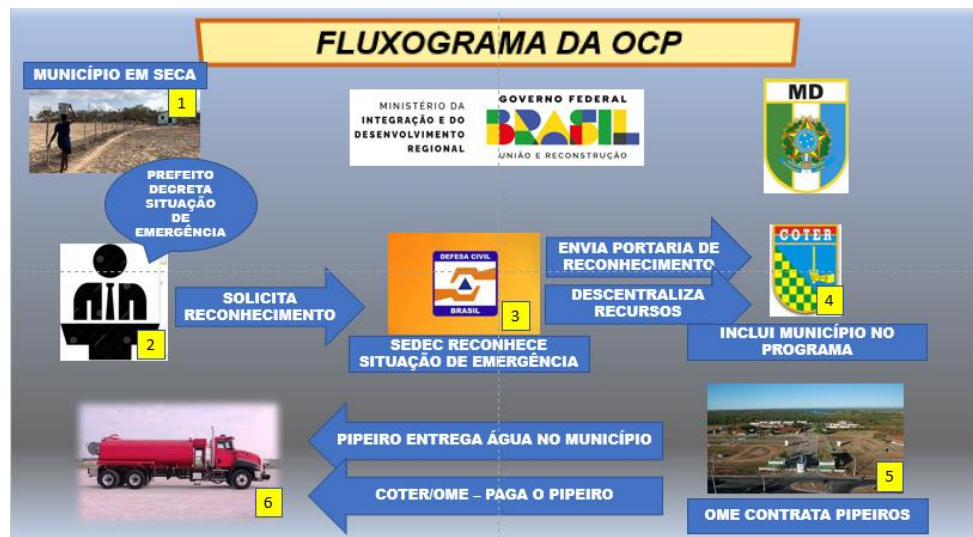 FLUXOGRAMA DA OCP
MUNICÍPIO EM SECA
1
MINISTÉRIO DA
INTEGRAÇÃO E DO
DESENVOLVIMENTO
REGIONAL
GOVERNO FEDERAL
BRASIL
UNIÃO E RECONSTRUÇÃO
MD
PREFEITO
DECRETA
SITUAÇÃO
DE
EMERGÊNCIA
2
SOLICITA
RECONHECIMENTO
DEFESA CIVIL
BRASIL
3
SEDEC RECONHECE
SITUAÇÃO DE EMERGÊNCIA
ENVIA PORTARIA DE
RECONHECIMENTO
DESCENTRALIZA
RECURSOS
COTER
4
INCLUI MUNICÍPIO NO
PROGRAMA
5
OME CONTRATA PIPEIROS
PIPEIRO ENTREGA ÁGUA NO MUNICÍPIO
COTER/OME – PAGA O PIPEIRO
6